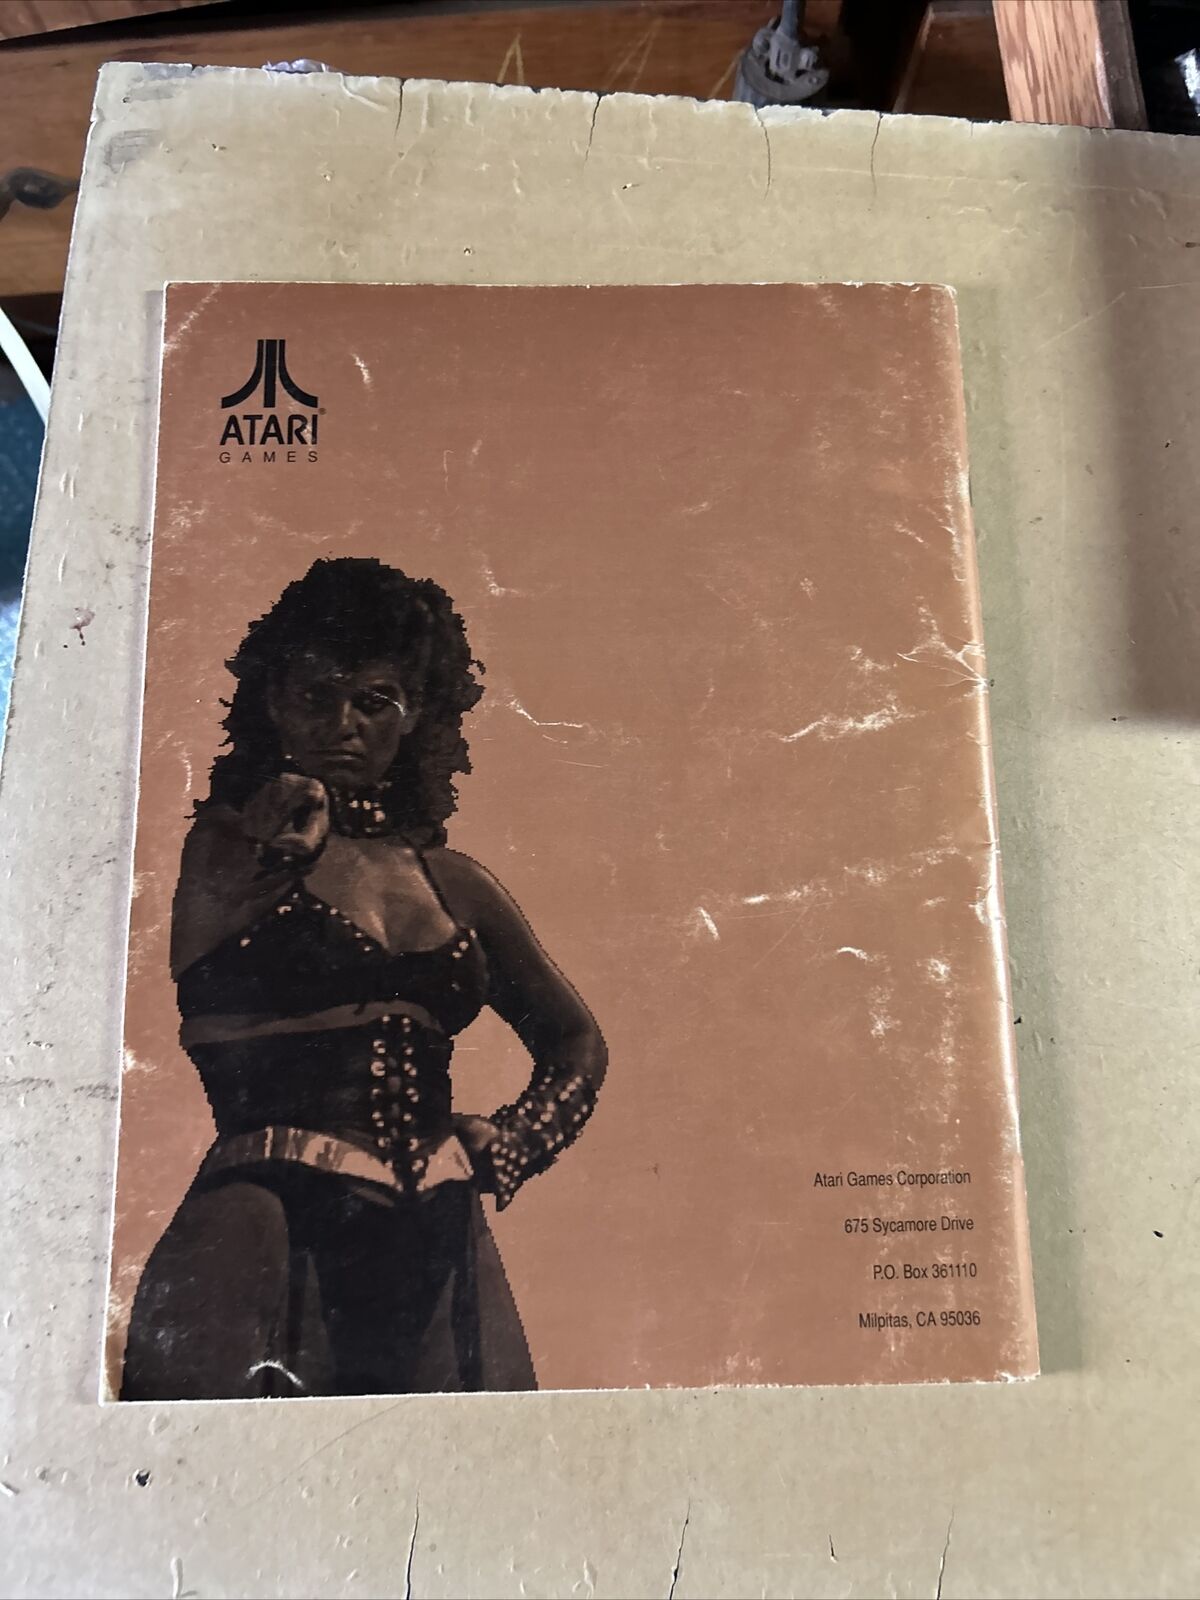 ATARI®
GAMES
Atari Games Corporation
675 Sycamore Drive
P.O. Box 361110
Milpitas, CA 95036